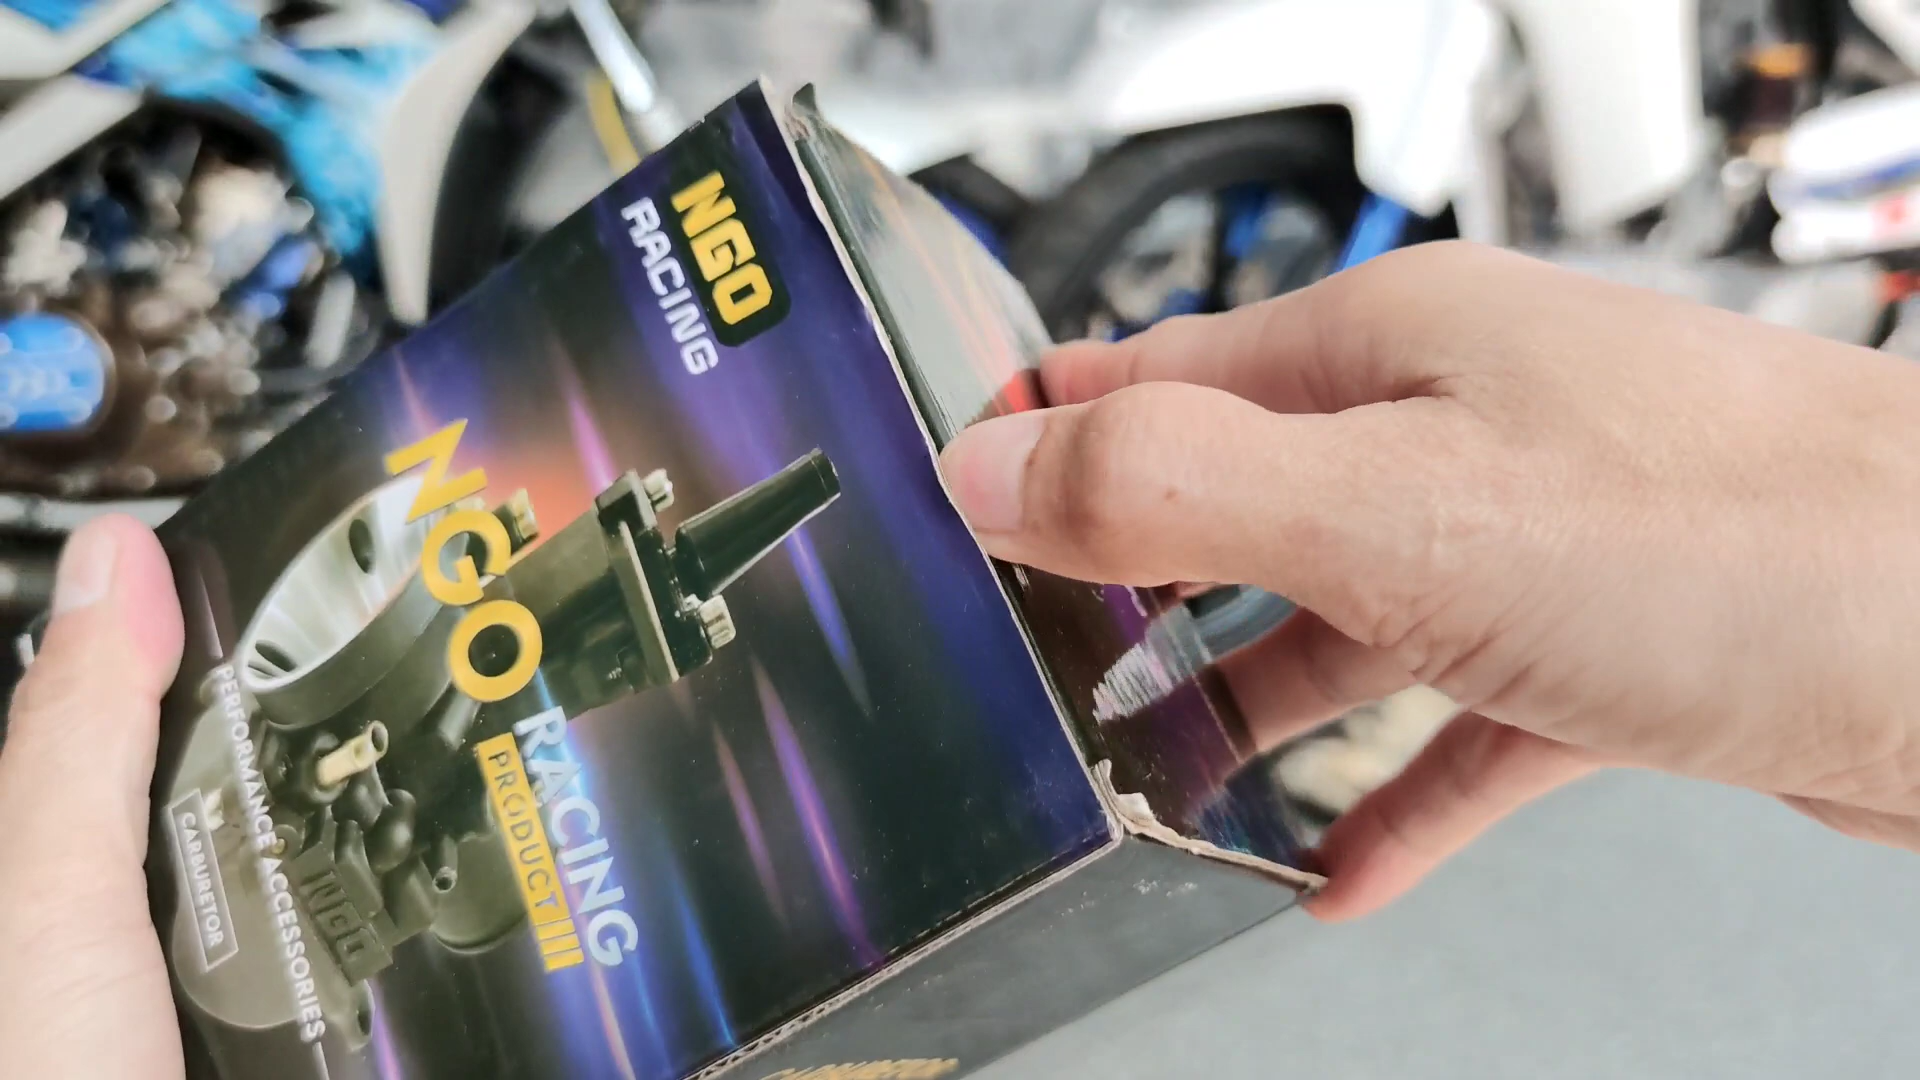 NGO
RACING
NGO
RACING
PRODUCT
PERFORMANCE ACCESSORIES
CARBURETOR
NGO